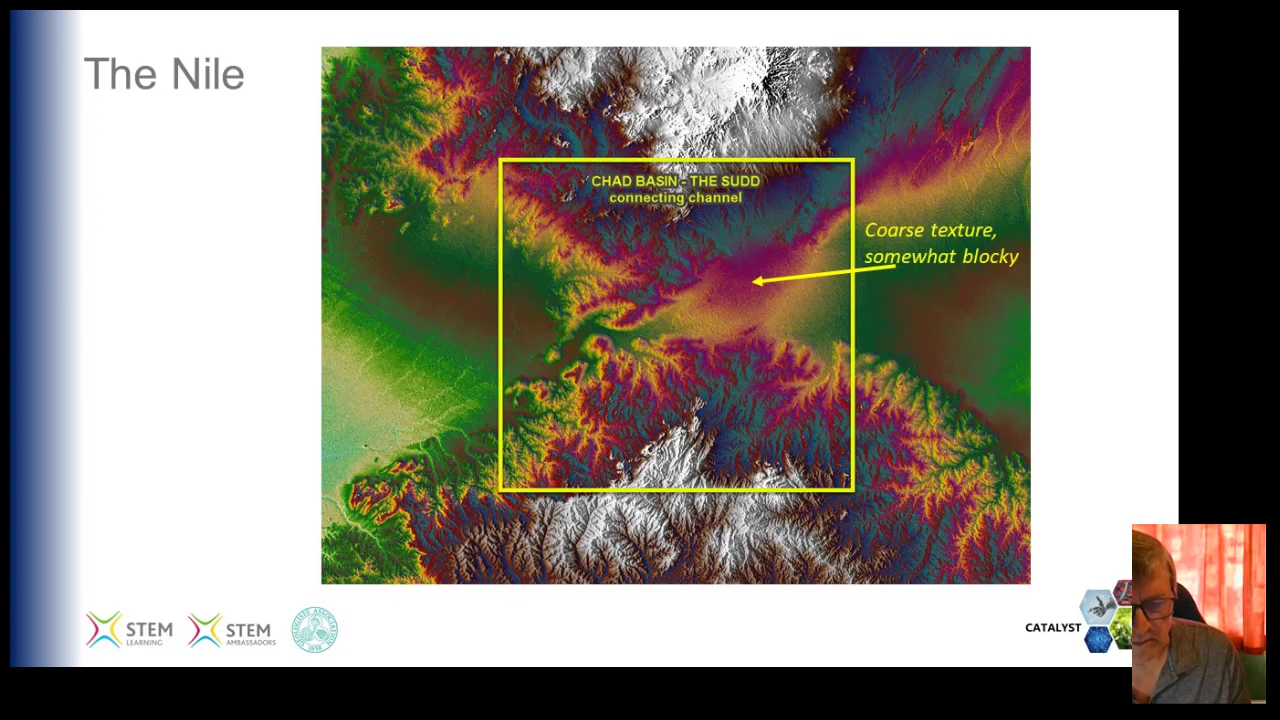 The Nile
CHAD BASIN - THE SUDD
connecting channel
Coarse texture,
somewhat blocky
STEM
LEARNING
STEM
AMBASSADORS
CATALYST